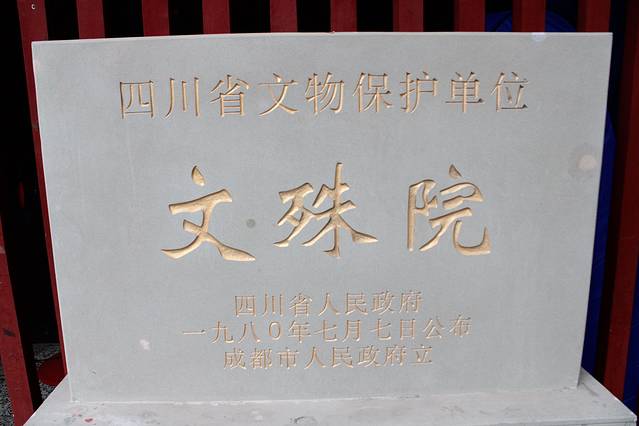 四川省文物保护单位
文殊院
四川省人民政府
一九八0年七月七日公布
成都市人民政府立